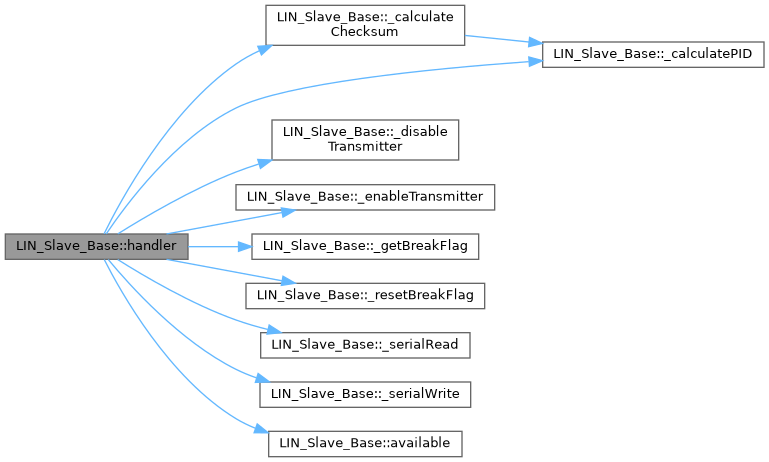 LIN_Slave_Base::_calculate
Checksum
LIN_Slave_Base::_calculatePID
LIN_Slave_Base::_disable
Transmitter
LIN_Slave_Base::_enableTransmitter
LIN_Slave_Base::handler
LIN_Slave_Base::_getBreakFlag
LIN_Slave_Base::_resetBreakFlag
LIN_Slave_Base::_serialRead
LIN_Slave_Base::_serialWrite
LIN_Slave_Base::available